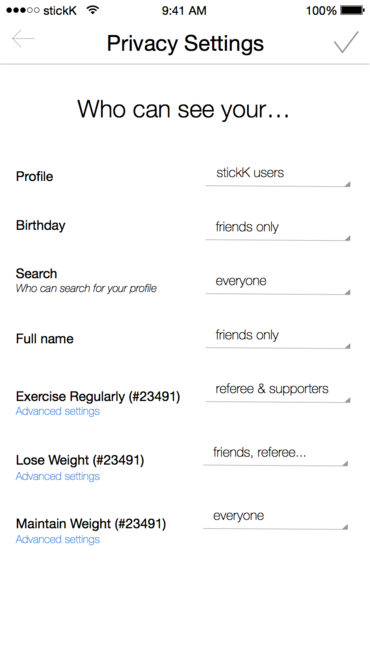 stickK 9:41 AM 100%
Privacy Settings
Who can see your...
Profile stickK users
Birthday friends only
Search everyone
Who can search for your profile
Full name friends only
Exercise Regularly (#23491) referee & supporters
Advanced settings
Lose Weight (#23491) friends, referee...
Advanced settings
Maintain Weight (#23491) everyone
Advanced settings